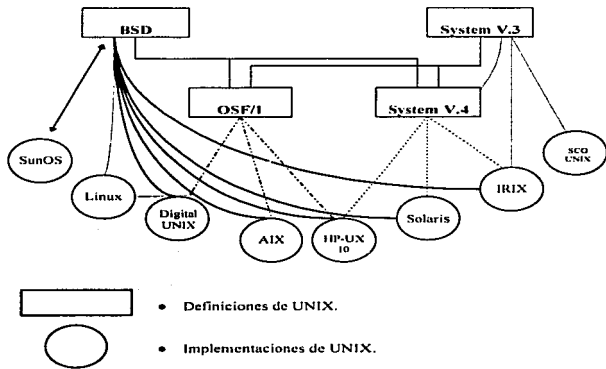 BSD
System V.3
OSF/1
System V.4
SunOS
SCO
UNIX
Linux
Digital
UNIX
AIX
HP-UX
10
Solaris
IRIX
• Definiciones de UNIX.
• Implementaciones de UNIX.